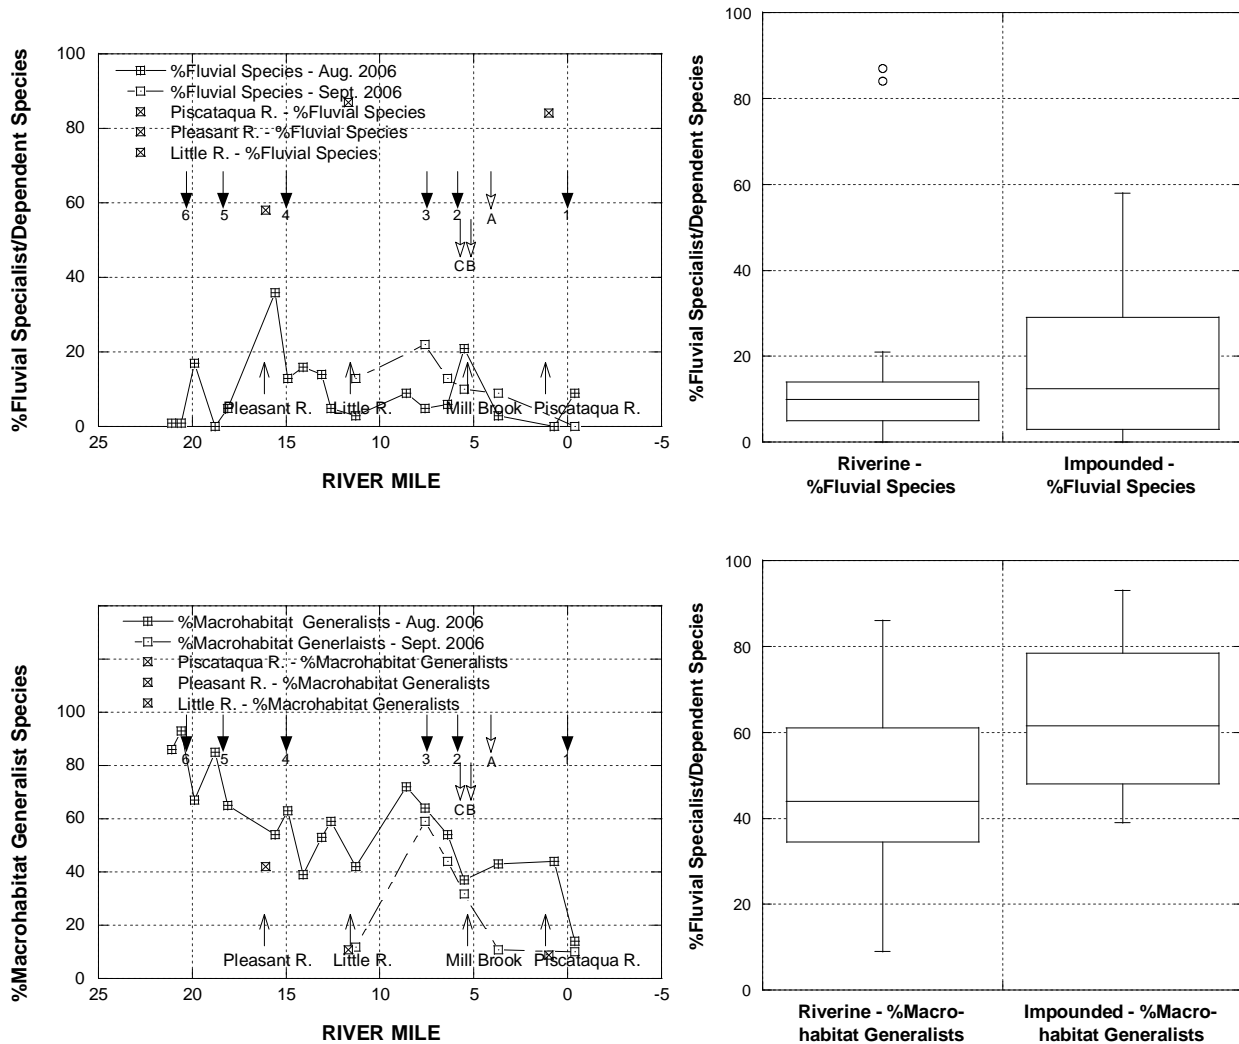 %Fluvial Specialist/Dependent Species
100
80
60
40
20
0
%Fluvial Species - Aug. 2006
%Fluvial Species - Sept. 2006
Piscataqua R. - %Fluvial Species
Pleasant R. - %Fluvial Species
Little R. - %Fluvial Species
6
5
4
3
2
A
1
C
B
Pleasant R.
Little R.
Mill Brook
Piscataqua R.
25
20
15
10
5
0
-5
RIVER MILE
%Fluvial Specialist/Dependent Species
100
80
60
40
20
0
Riverine -
%Fluvial Species
Impounded -
%Fluvial Species
%Macrohabitat Generalist Species
100
80
60
40
20
0
%Macrohabitat Generalists - Aug. 2006
%Macrohabitat Generlaists - Sept. 2006
Piscataqua R. - %Macrohabitat Generalists
Pleasant R. - %Macrohabitat Generalists
Little R. - %Macrohabitat Generalists
6
5
4
3
2
A
1
C
B
Pleasant R.
Little R.
Mill Brook
Piscataqua R.
25
20
15
10
5
0
-5
RIVER MILE
%Fluvial Specialist/Dependent Species
100
80
60
40
20
0
Riverine - %Macro-
habitat Generalists
Impounded - %Macro-
habitat Generalists